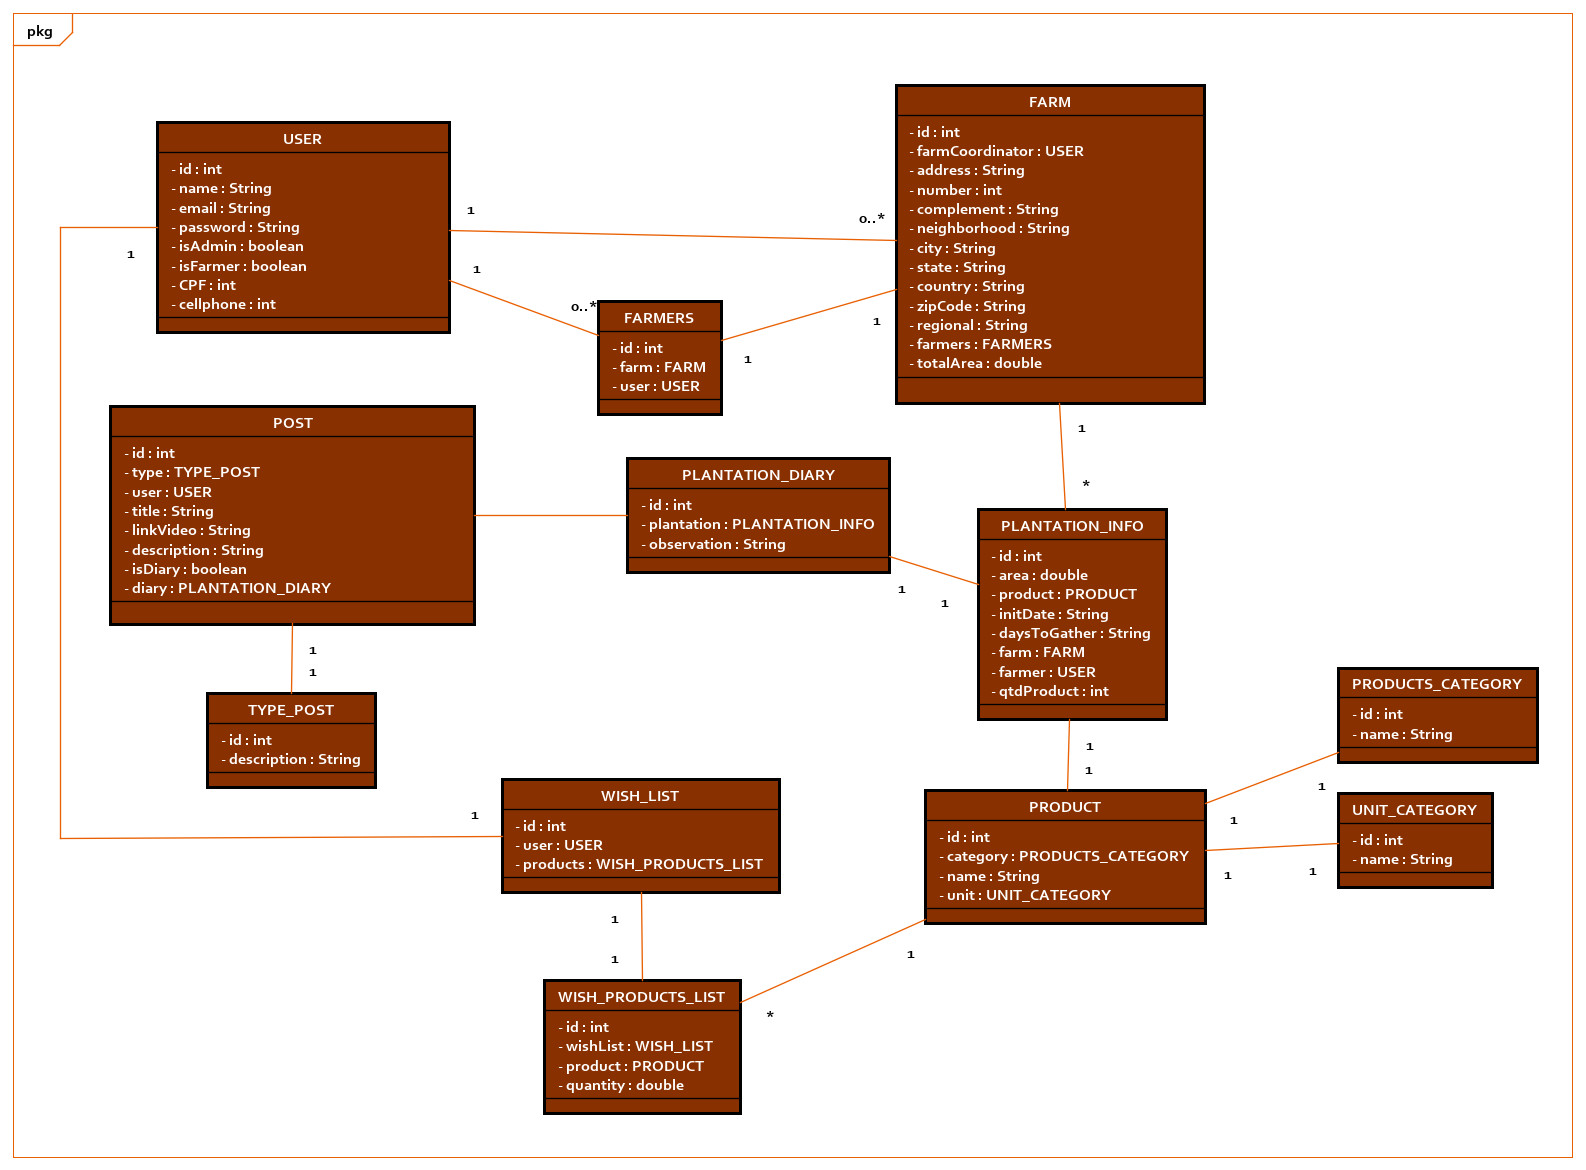 pkg
USER
- id : int
- name : String
- email : String
- password : String
- isAdmin : boolean
- isFarmer : boolean
- CPF : int
- cellphone : int
FARM
- id : int
- farmCoordinator : USER
- address : String
- number : int
- complement : String
- neighborhood : String
- city : String
- state : String
- country : String
- zipCode : String
- regional : String
- farmers : FARMERS
- totalArea : double
1
0..*
1
1
0..*
FARMERS
- id : int
- farm : FARM
- user : USER
1
1
POST
- id : int
- type : TYPE_POST
- user : USER
- title : String
- linkVideo : String
- description : String
- isDiary : boolean
- diary : PLANTATION_DIARY
PLANTATION_DIARY
- id : int
- plantation : PLANTATION_INFO
- observation : String
1
*
1
1
PLANTATION_INFO
- id : int
- area : double
- product : PRODUCT
- initDate : String
- daysToGather : String
- farm : FARM
- farmer : USER
- qtdProduct : int
1
1
TYPE_POST
- id : int
- description : String
1
1
PRODUCTS_CATEGORY
- id : int
- name : String
1
WISH_LIST
- id : int
- user : USER
- products : WISH_PRODUCTS_LIST
PRODUCT
- id : int
- category : PRODUCTS_CATEGORY
- name : String
- unit : UNIT_CATEGORY
1
1
UNIT_CATEGORY
- id : int
- name : String
1
1
1
1
1
*
WISH_PRODUCTS_LIST
- id : int
- wishList : WISH_LIST
- product : PRODUCT
- quantity : double